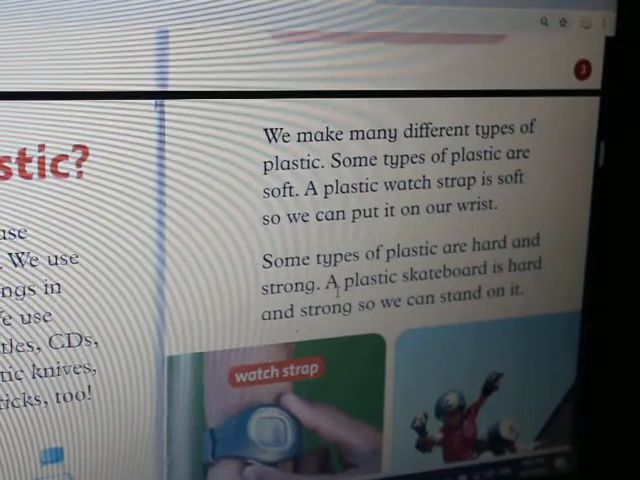 3
stic?
use
. We use
ngs in
e use
tles, CDs,
tic knives,
ticks, too!
We make many different types of
plastic. Some types of plastic are
soft. A plastic watch strap is soft
so we can put it on our wrist.
Some types of plastic are hard and
strong. A plastic skateboard is hard
and strong so we can stand on it.
watch strap